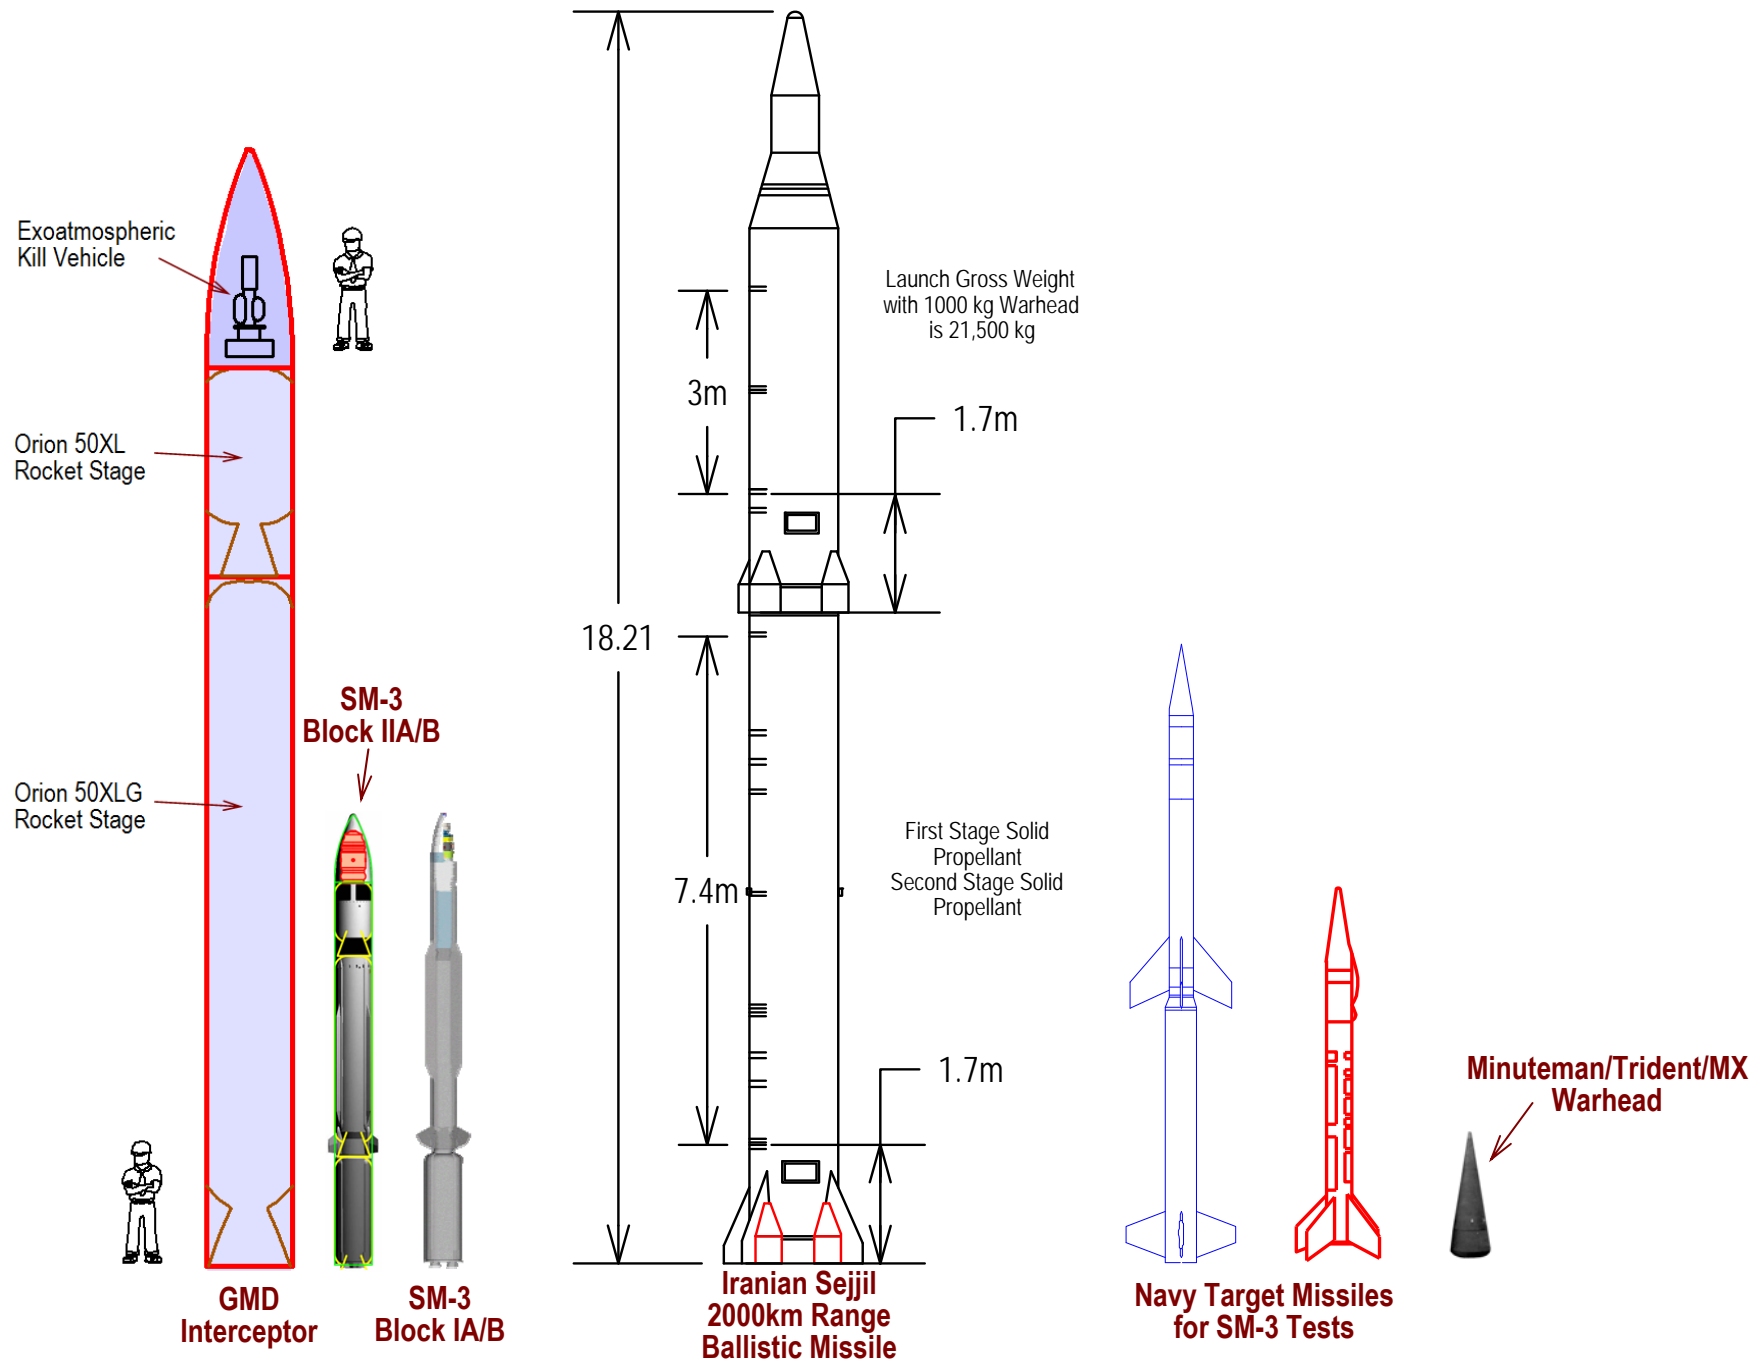 Exoatmospheric
Kill Vehicle
Orion 50XL
Rocket Stage
Orion 50XLG
Rocket Stage
GMD
Interceptor
SM-3
Block IIA/B
SM-3
Block IA/B
18.21
3m
7.4m
1.7m
1.7m
Launch Gross Weight
with 1000 kg Warhead
is 21,500 kg
First Stage Solid
Propellant
Second Stage Solid
Propellant
Iranian Sejjil
2000km Range
Ballistic Missile
Navy Target Missiles
for SM-3 Tests
Minuteman/Trident/MX
Warhead